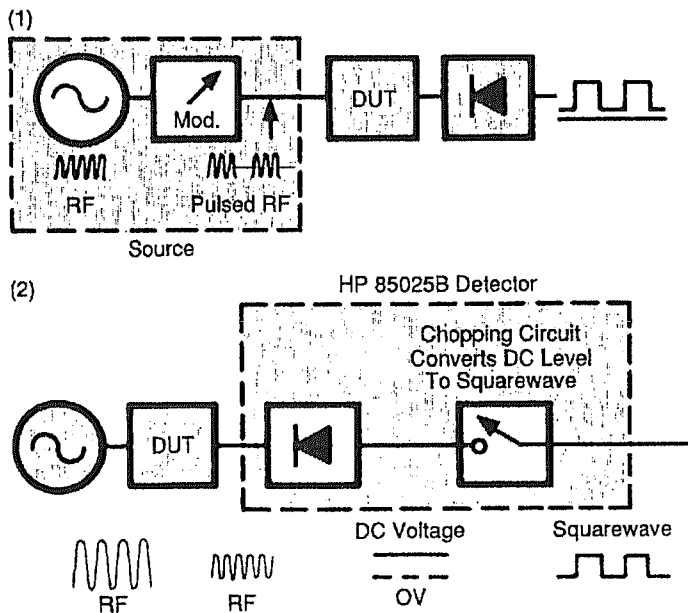 (1)
Mod.
DUT
RF
Pulsed RF
Source
(2)
HP 85025B Detector
Chopping Circuit
Converts DC Level
To Squarewave
DUT
DC Voltage
Squarewave
RF
RF
OV